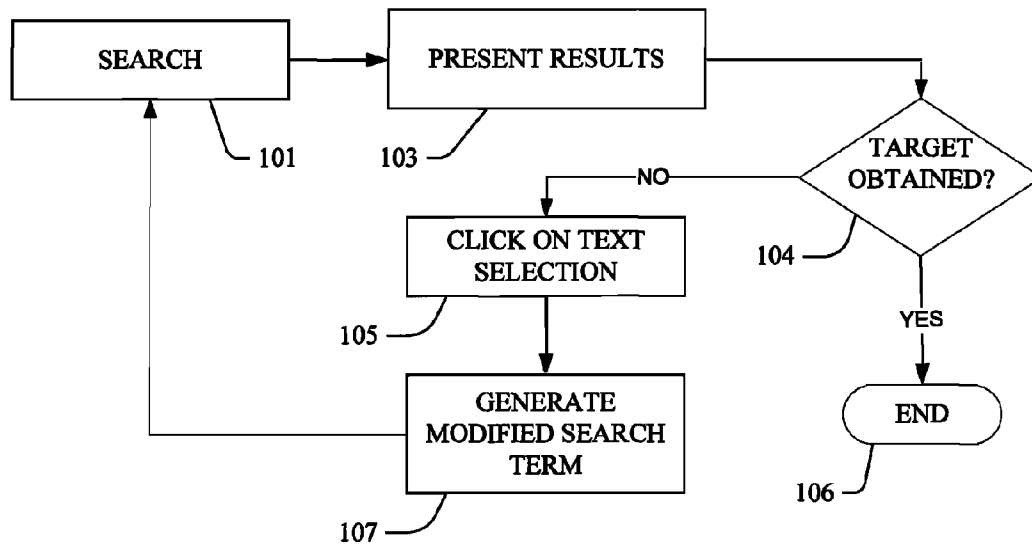 SEARCH
101
PRESENT RESULTS
103
TARGET
OBTAINED?
104
NO
CLICK ON TEXT
SELECTION
105
YES
GENERATE
MODIFIED SEARCH
TERM
107
END
106